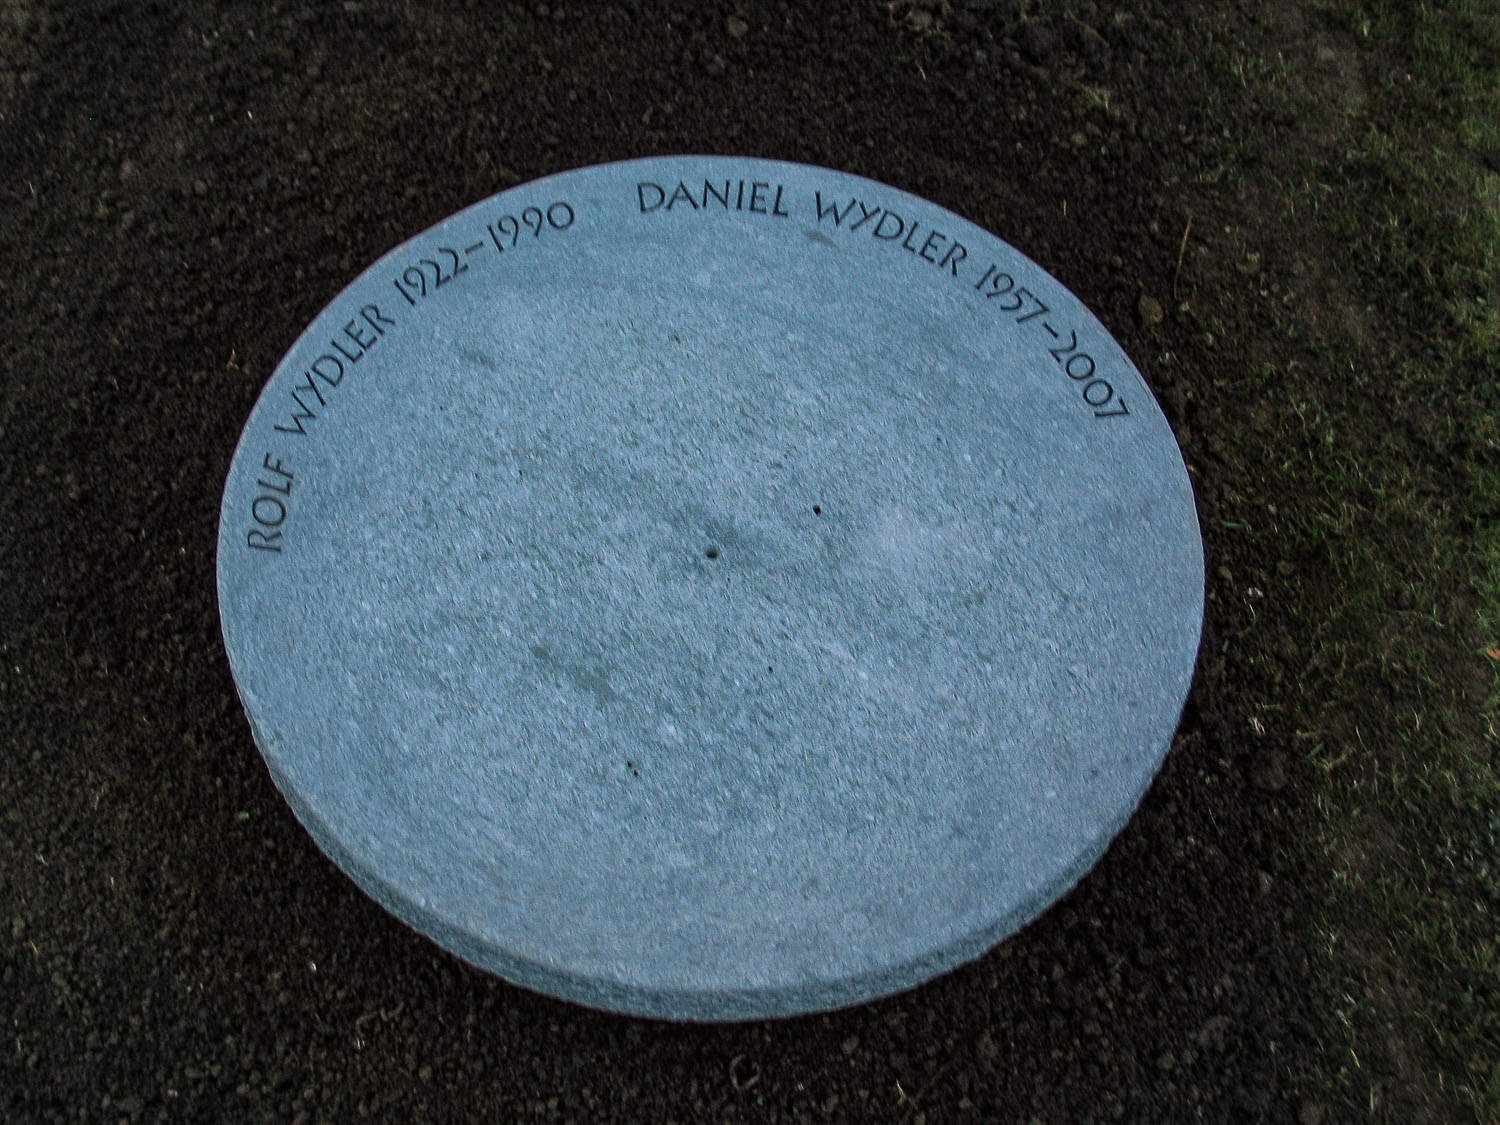 ROLF WYDLER 1922-1990
DANIEL WYDLER 1957-2007